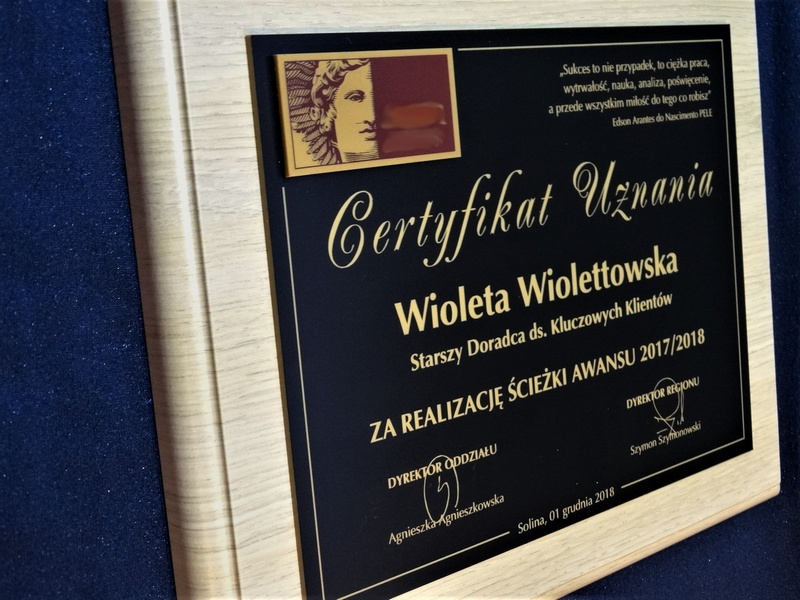 „Sukces to nie przypadek, to ciężka praca,
wytrwałość, nauka, analiza, poświęcenie,
a przede wszystkim miłość do tego co robisz"
Edson Arantes do Nascimento PELE
Certyfikat Uznania
Wioleta Wiolettowska
Starszy Doradca ds. Kluczowych Klientów
ZA REALIZACJĘ ŚCIEŻKI AWANSU 2017/2018
DYREKTOR ODDZIAŁU
Agnieszka Agnieszkowska
DYREKTOR REGIONU
Szymon Szymonowski
Solina, 01 grudnia 2018